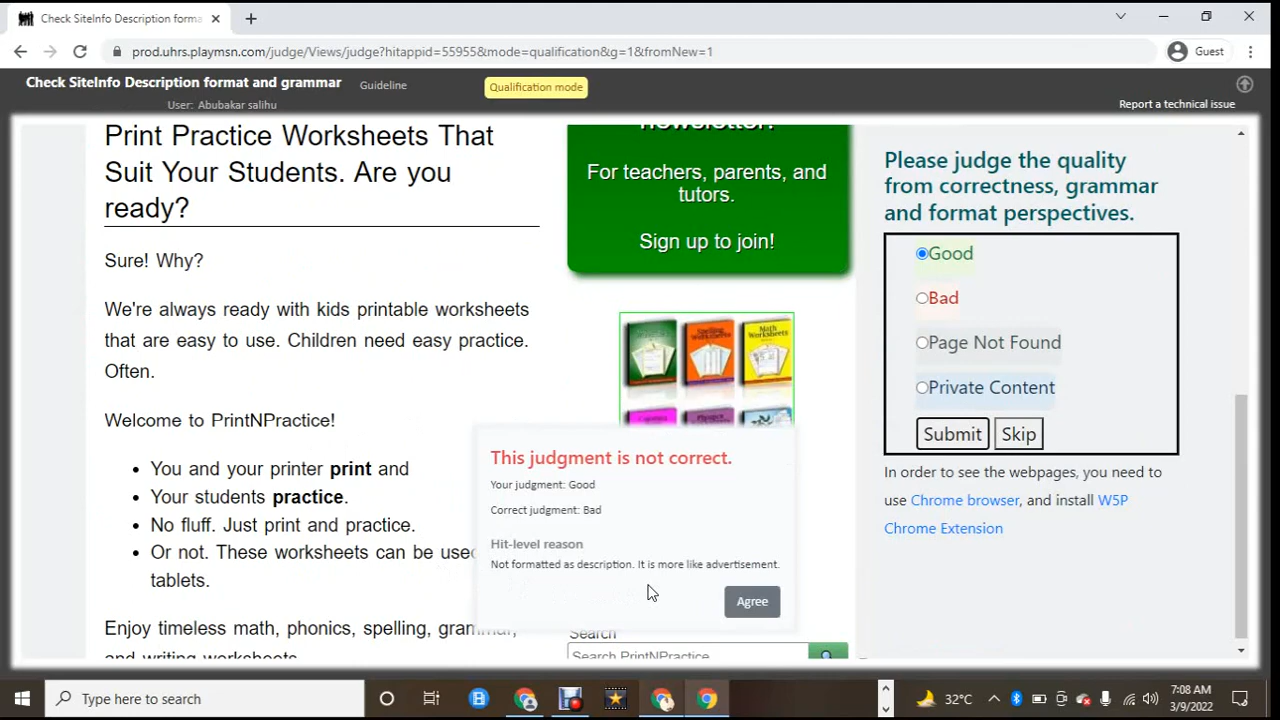 Check SiteInfo Description forma
prod.uhrs.playmsn.com/judge/Views/judge?hitappid=55955&mode=qualification&g=1&fromNew=1
Guest
Check SiteInfo Description format and grammar
Guideline
Qualification mode
User: Abubakar salihu
Report a technical issue
Print Practice Worksheets That
Suit Your Students. Are you
ready?
Sure! Why?
We're always ready with kids printable worksheets
that are easy to use. Children need easy practice.
Often.
Welcome to PrintNPractice!
• You and your printer print and
• Your students practice.
• No fluff. Just print and practice.
• Or not. These worksheets can be used
tablets.
Enjoy timeless math, phonics, spelling, grammar,
and writing worksheets
newsletter!
For teachers, parents, and
tutors.
Sign up to join!
Spelling
Worksheets
Math
Worksheets
Search
Search PrintNPractice
This judgment is not correct.
Your judgment: Good
Correct judgment: Bad
Hit-level reason
Not formatted as description. It is more like advertisement.
Agree
Please judge the quality
from correctness, grammar
and format perspectives.
Good
Bad
Page Not Found
Private Content
Submit
Skip
In order to see the webpages, you need to
use Chrome browser, and install W5P
Chrome Extension
Type here to search
32°C
7:08 AM
3/9/2022